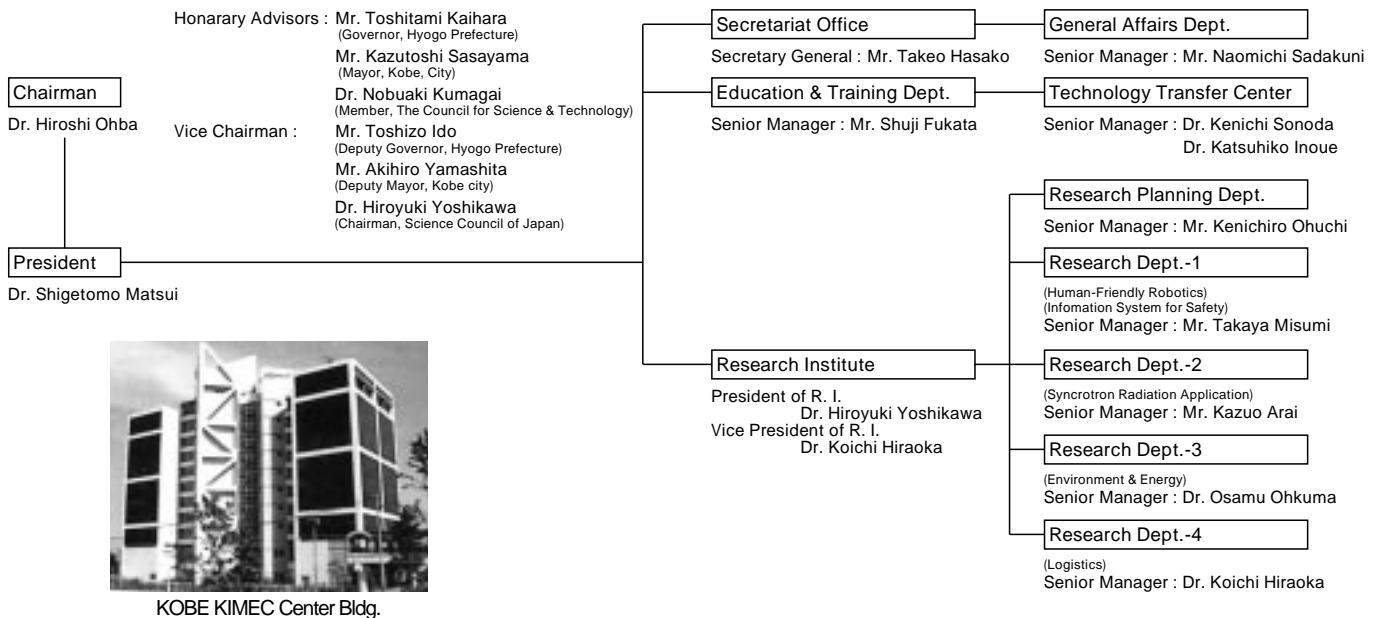 Honarary Advisors : Mr. Toshitami Kaihara
(Governor, Hyogo Prefecture)
Mr. Kazutoshi Sasayama
(Mayor, Kobe, City)
Dr. Nobuaki Kumagai
(Member, The Council for Science & Technology)
Vice Chairman : Mr. Toshizo Ido
(Deputy Governor, Hyogo Prefecture)
Mr. Akihiro Yamashita
(Deputy Mayor, Kobe city)
Dr. Hiroyuki Yoshikawa
(Chairman, Science Council of Japan)
Chairman
Dr. Hiroshi Ohba
President
Dr. Shigetomo Matsui
KOBE KIMEC Center Bldg.
Secretariat Office
Secretary General : Mr. Takeo Hasako
Education & Training Dept.
Senior Manager : Mr. Shuji Fukata
Research Institute
President of R. I.
Dr. Hiroyuki Yoshikawa
Vice President of R. I.
Dr. Koichi Hiraoka
General Affairs Dept.
Senior Manager : Mr. Naomichi Sadakuni
Technology Transfer Center
Senior Manager : Dr. Kenichi Sonoda
Dr. Katsuhiko Inoue
Research Planning Dept.
Senior Manager : Mr. Kenichiro Ohuchi
Research Dept.-1
(Human-Friendly Robotics)
(Infomation System for Safety)
Senior Manager : Mr. Takaya Misumi
Research Dept.-2
(Syncrotron Radiation Application)
Senior Manager : Mr. Kazuo Arai
Research Dept.-3
(Environment & Energy)
Senior Manager : Dr. Osamu Ohkuma
Research Dept.-4
(Logistics)
Senior Manager : Dr. Koichi Hiraoka